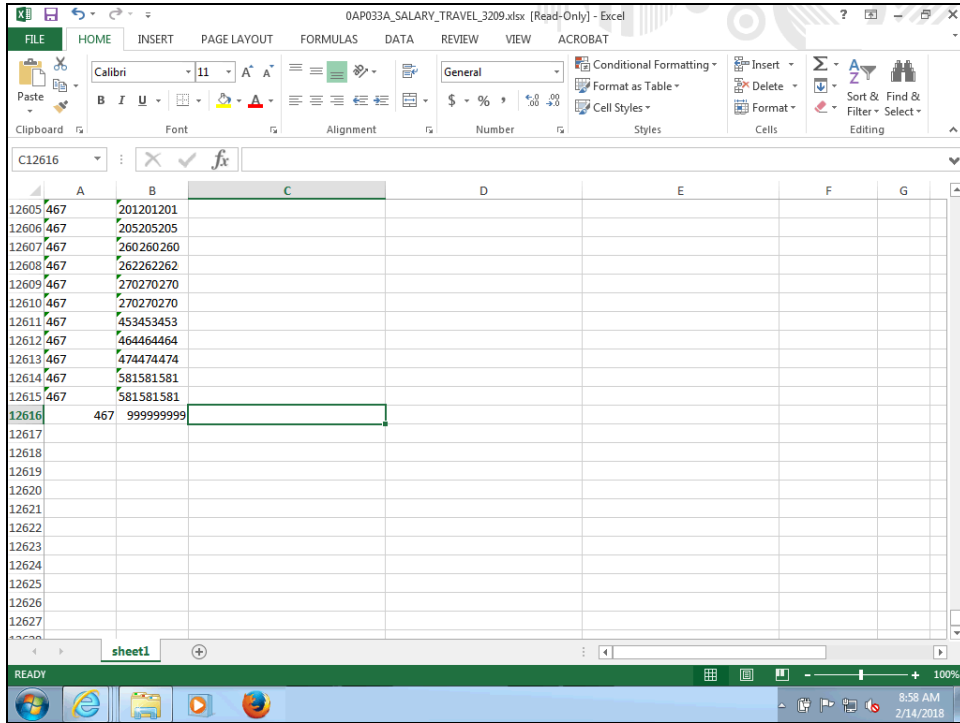 0AP033A_SALARY_TRAVEL_3209.xlsx [Read-Only] - Excel
FILE HOME INSERT PAGE LAYOUT FORMULAS DATA REVIEW VIEW ACROBAT
Calibri 11 General Conditional Formatting Insert
Format as Table Delete
Paste B I U $ % Cell Styles Format Sort & Filter Find & Select
Clipboard Font Alignment Number Styles Cells Editing
C12616 fx
A B C D E F G
12605 467 201201201
12606 467 205205205
12607 467 260260260
12608 467 262262262
12609 467 270270270
12610 467 270270270
12611 467 453453453
12612 467 464464464
12613 467 474474474
12614 467 581581581
12615 467 581581581
12616 467 999999999
12617
12618
12619
12620
12621
12622
12623
12624
12625
12626
12627
sheet1
READY 100%
8:58 AM
2/14/2018